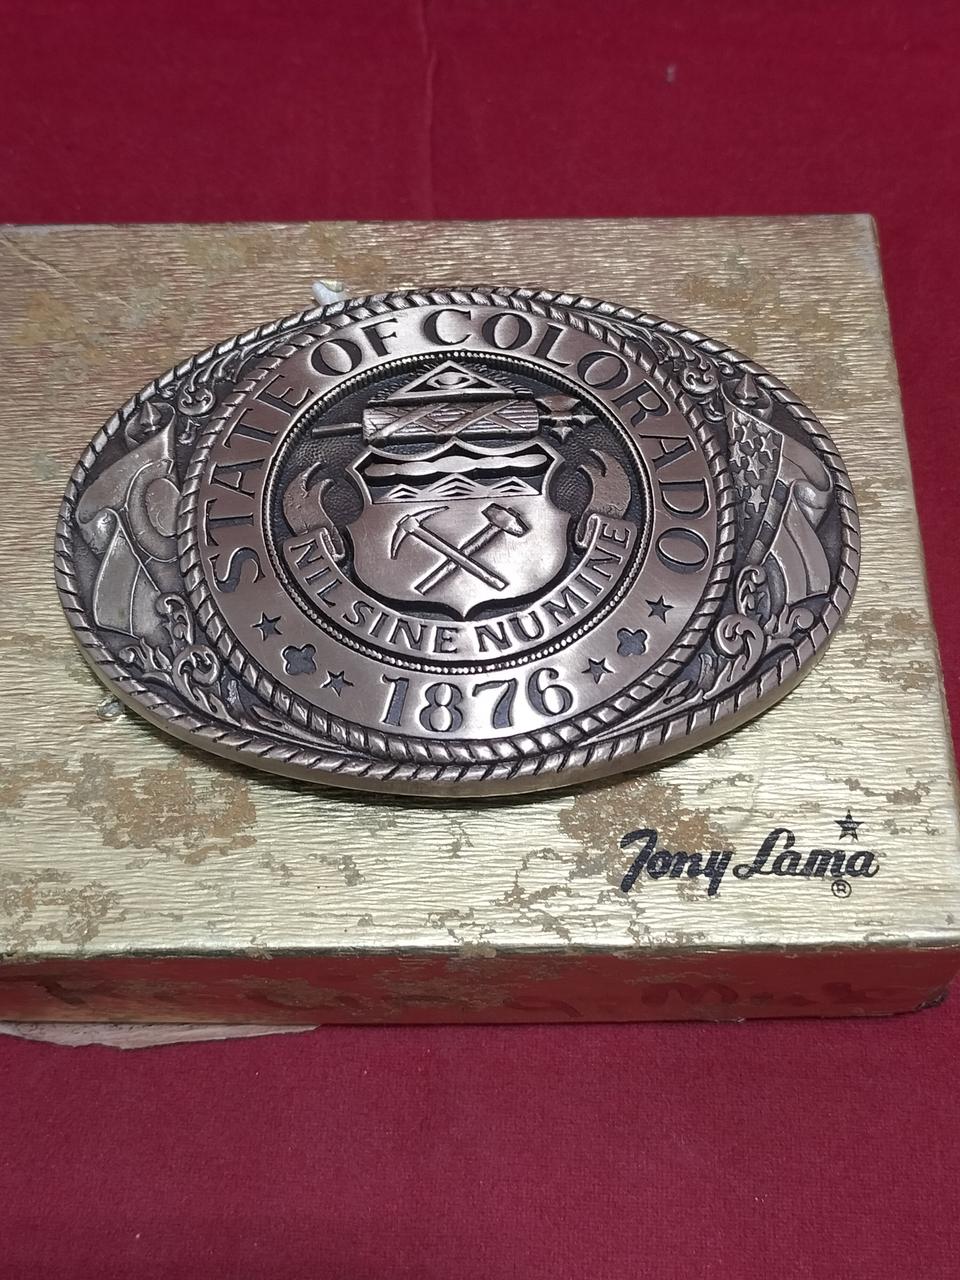 STATE OF COLORADO
NIL SINE NUMINE
1876
Tony Lama ®